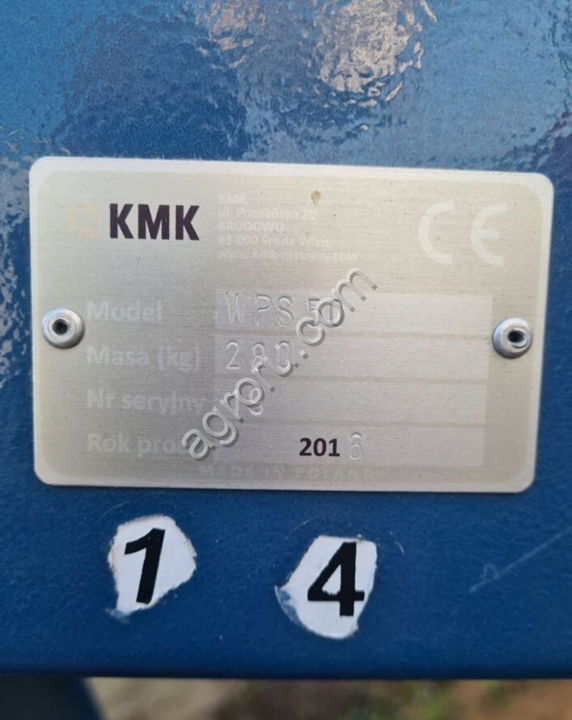 KMK
KMK
ul. Poznańska 20
BRODOWO
63-000 Środa Wlkp.
www.kmk-maszyny.com
CE
Model WPS 5
Masa (kg) 280
Nr seryjny
Rok prod. 2018
MADE IN POLAND
1 4
agroru.com